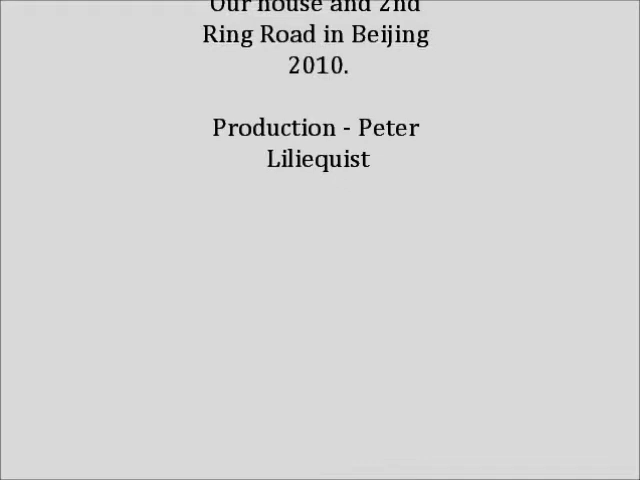 Our house and 2nd
Ring Road in Beijing
2010.
Production - Peter
Liliequist